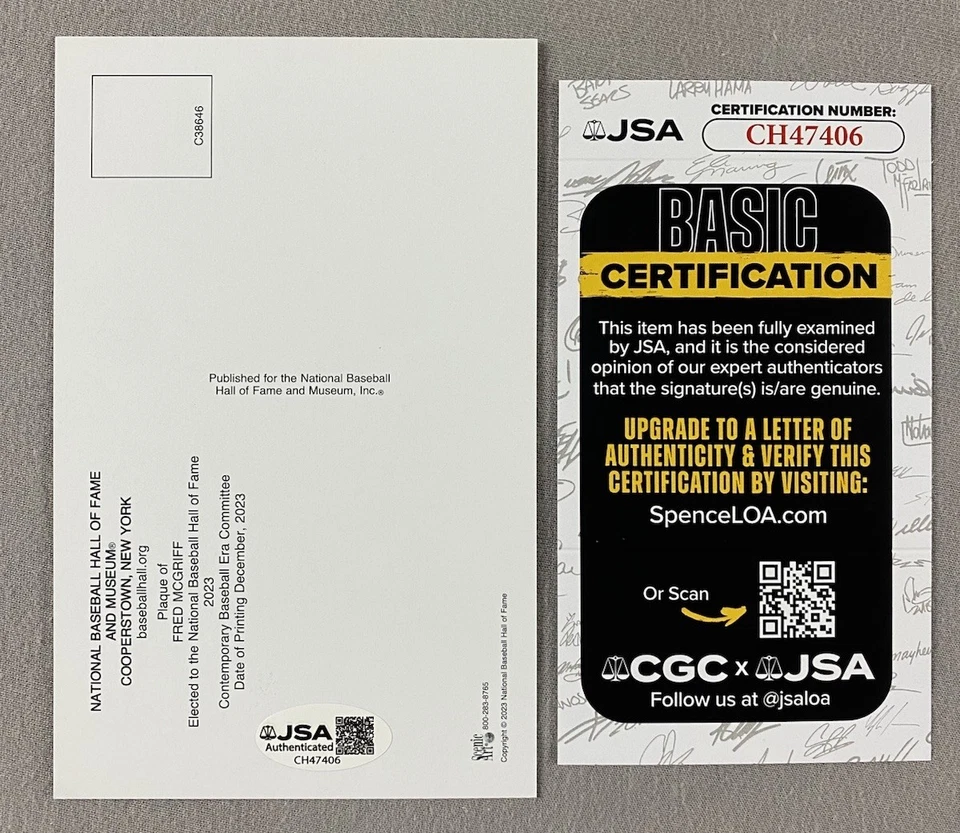 C38646
Published for the National Baseball
Hall of Fame and Museum, Inc.®
NATIONAL BASEBALL HALL OF FAME
AND MUSEUM®
COOPERSTOWN, NEW YORK
baseballhall.org
Plaque of
FRED MCGRIFF
Elected to the National Baseball Hall of Fame
2023
Contemporary Baseball Era Committee
Date of Printing December, 2023
JSA
Authenticated
CH47406
Scenic
Art
800-283-8765
Copyright © 2023 National Baseball Hall of Fame
LARRY HAMA
JSA
CERTIFICATION NUMBER:
CH47406
TODD
BASIC
CERTIFICATION
This item has been fully examined
by JSA, and it is the considered
opinion of our expert authenticators
that the signature(s) is/are genuine.
UPGRADE TO A LETTER OF
AUTHENTICITY & VERIFY THIS
CERTIFICATION BY VISITING:
SpenceLOA.com
Or Scan
CGC x JSA
Follow us at @jsaloa